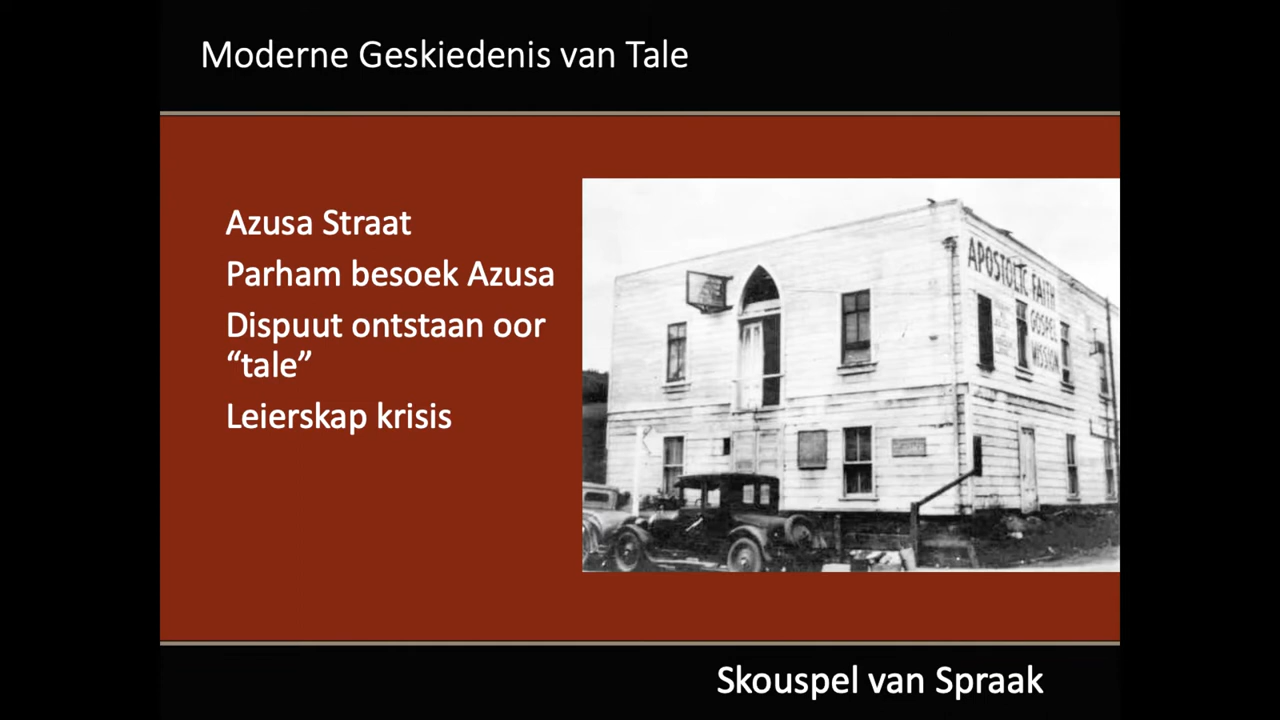 Moderne Geskiedenis van Tale
Azusa Straat
Parham besoek Azusa
Dispuut ontstaan oor
“tale”
Leierskap krisis
APOSTOLIC FAITH
GOSPEL
MISSION
Skouspel van Spraak